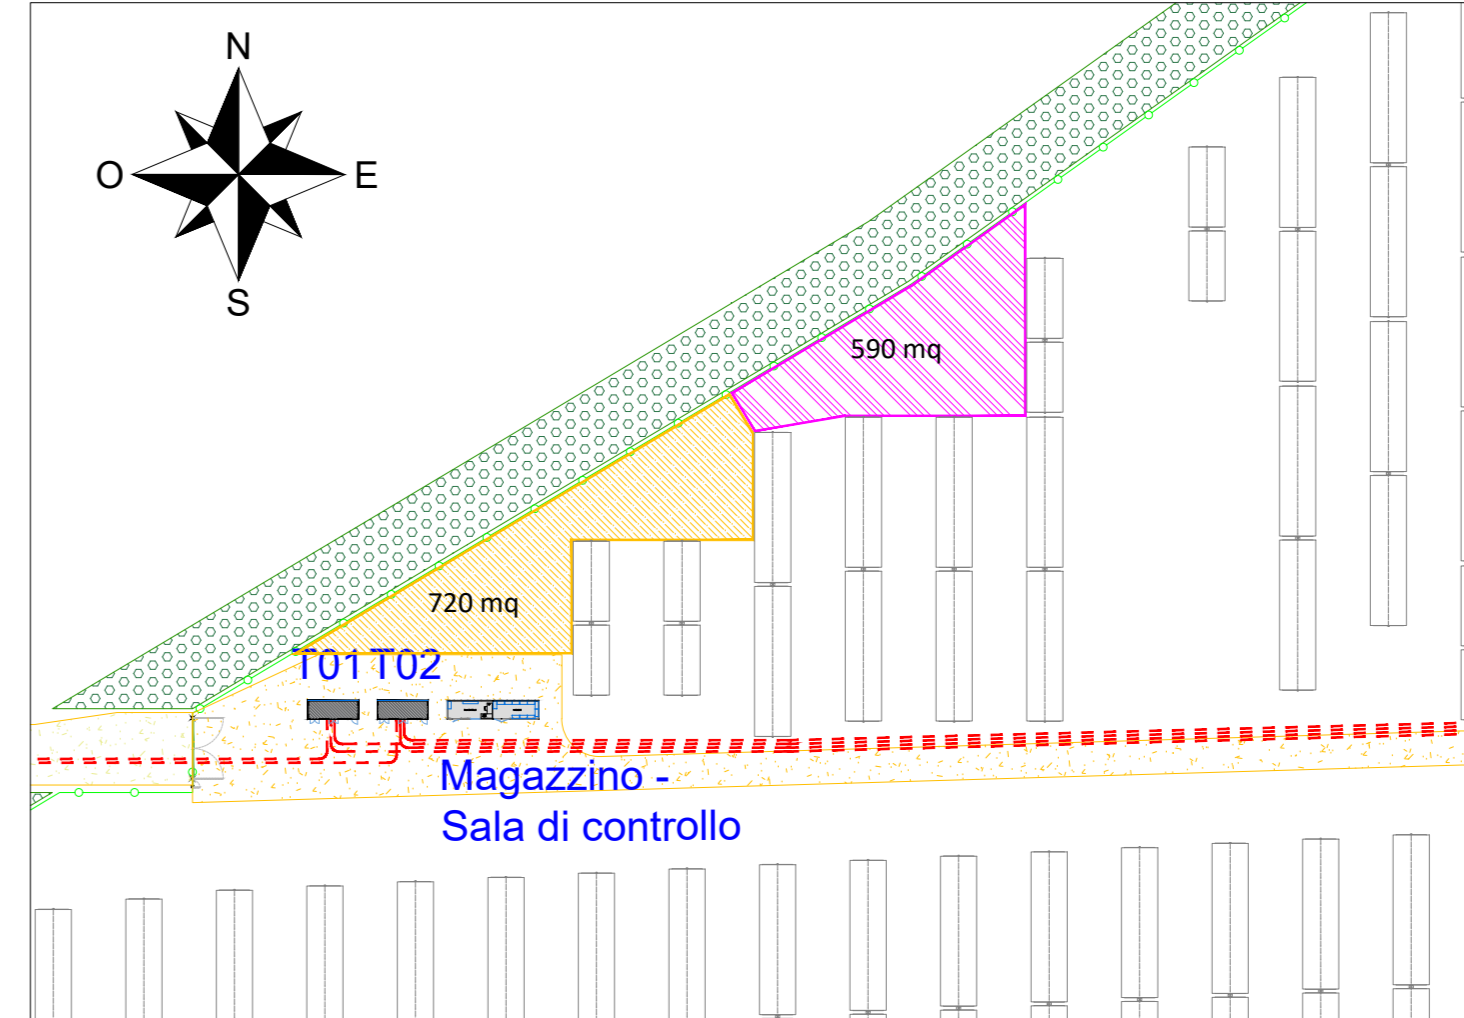 N
O
E
S
590 mq
720 mq
T01 T02
Magazzino -
Sala di controllo